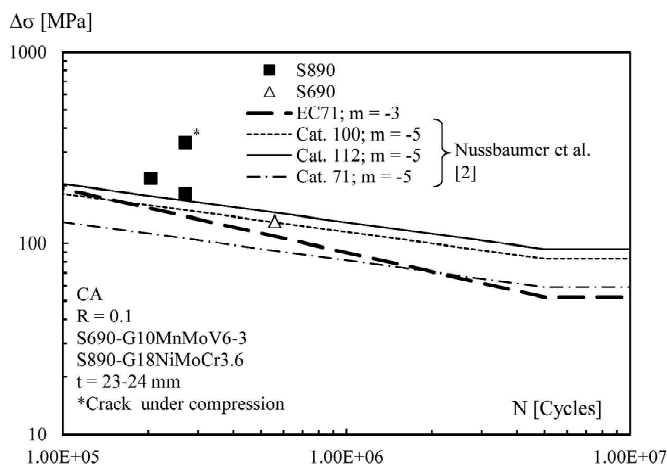 Δσ [MPa]
1000
S890
S690
EC71; m = -3
*
Cat. 100; m = -5
Cat. 112; m = -5
Cat. 71; m = -5
Nussbaumer et al.
[2]
100
CA
R = 0.1
S690-G10MnMoV6-3
S890-G18NiMoCr3.6
t = 23-24 mm
*Crack under compression
N [Cycles]
10
1.00E+05
1.00E+06
1.00E+07